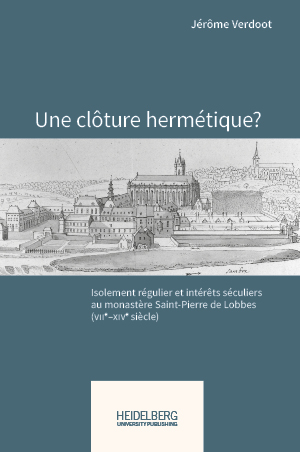 Jérôme Verdoot
Une clôture hermétique?
Isolement régulier et intérêts séculiers
au monastère Saint-Pierre de Lobbes
(VIIᵉ–XIVᵉ siècle)
HEIDELBERG
UNIVERSITY PUBLISHING